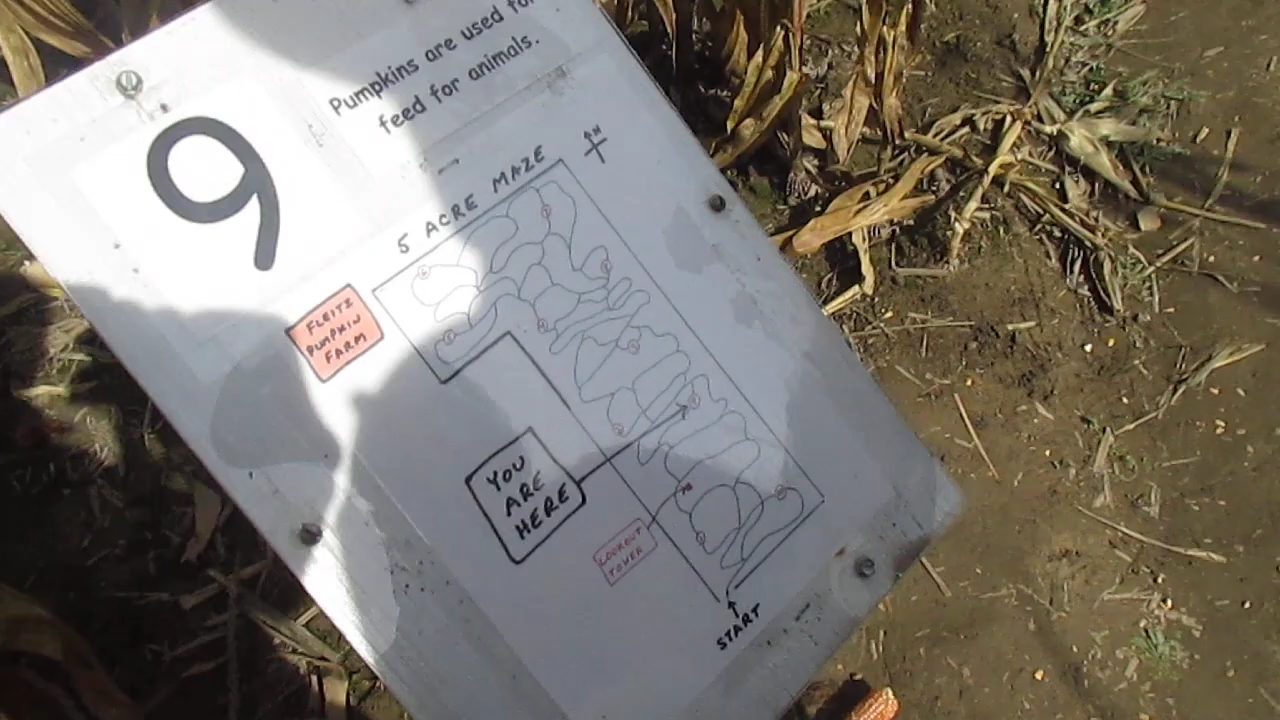 9
Pumpkins are used for
feed for animals.
N
5 ACRE MAZE
FLEITZ
PUMPKIN
FARM
YOU
ARE
HERE
LOOKOUT
TOWER
START